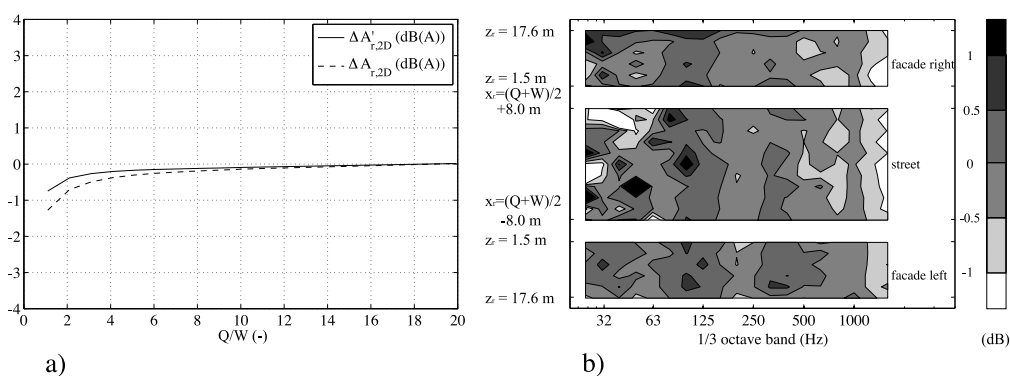 4
3
2
1
0
-1
-2
-3
-4
0 2 4 6 8 10 12 14 16 18 20
Q/W (-)
ΔA'r,2D (dB(A))
ΔAr,2D (dB(A))
a)
zr = 17.6 m
zr = 1.5 m
xr=(Q+W)/2
+8.0 m
xr=(Q+W)/2
-8.0 m
zr = 1.5 m
zr = 17.6 m
facade right
street
facade left
32 63 125 250 500 1000
1/3 octave band (Hz)
b)
1
0.5
0
-0.5
-1
(dB)